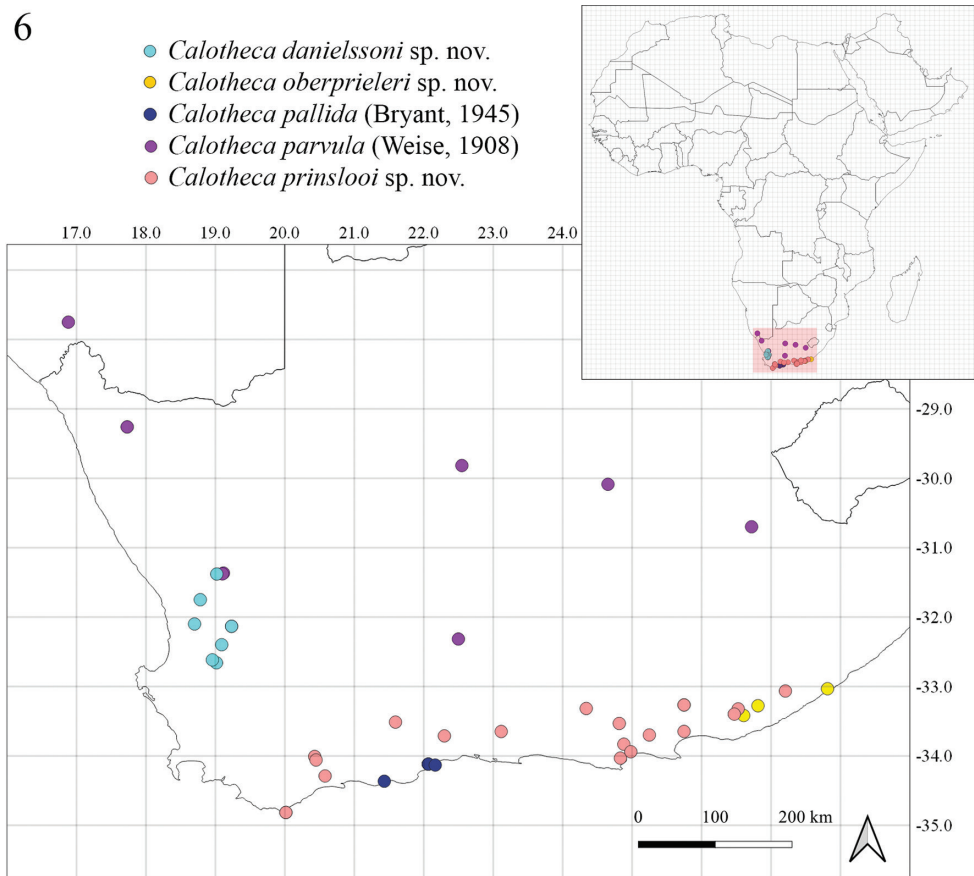 6
Calotheca danielssoni sp. nov.
Calotheca oberprieleri sp. nov.
Calotheca pallida (Bryant, 1945)
Calotheca parvula (Weise, 1908)
Calotheca prinslooi sp. nov.
17.0 18.0 19.0 20.0 21.0 22.0 23.0 24.0
-29.0
-30.0
-31.0
-32.0
-33.0
-34.0
-35.0
0 100 200 km